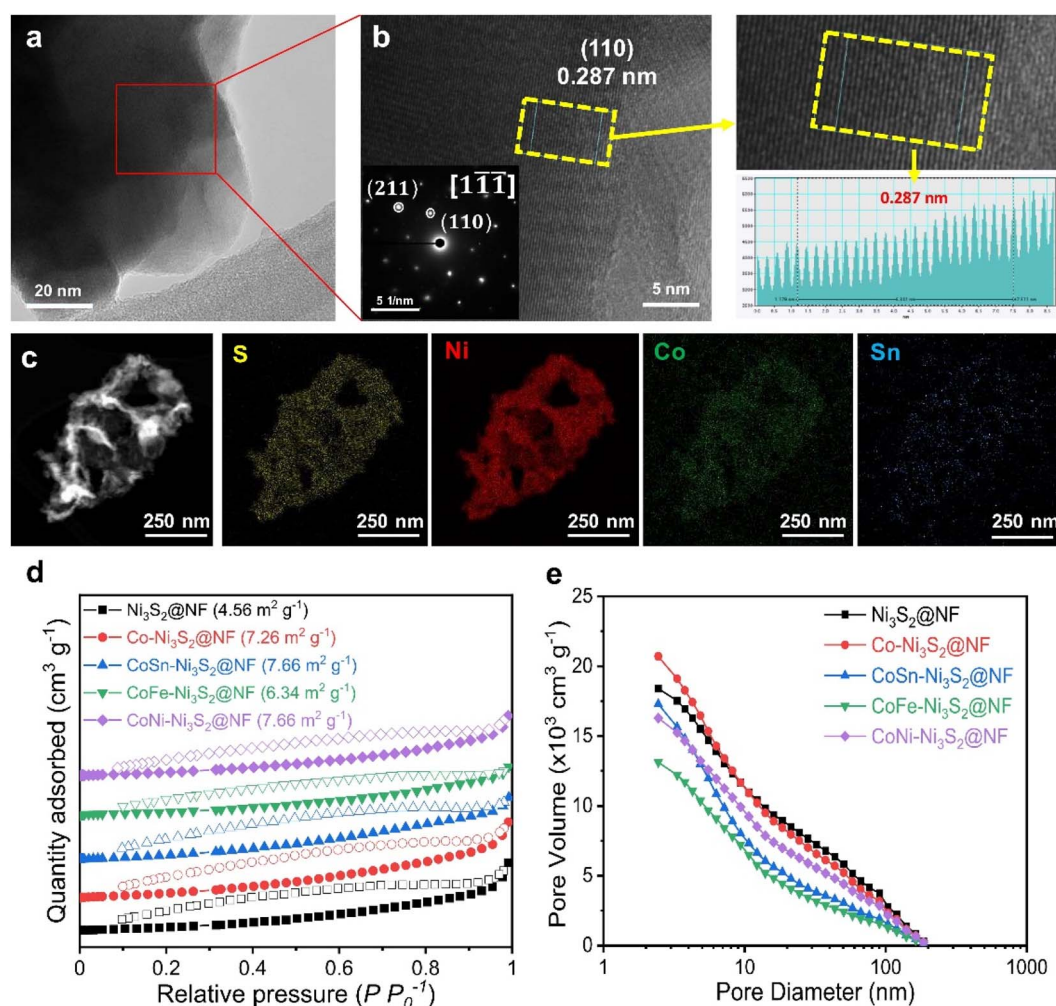 a
20 nm
b
(110)
0.287 nm
(211)
[11̅1̅]
(110)
5 1/nm
5 nm
0.287 nm
c
250 nm
S
250 nm
Ni
250 nm
Co
250 nm
Sn
250 nm
d
Ni₃S₂@NF (4.56 m² g⁻¹)
Co-Ni₃S₂@NF (7.26 m² g⁻¹)
CoSn-Ni₃S₂@NF (7.66 m² g⁻¹)
CoFe-Ni₃S₂@NF (6.34 m² g⁻¹)
CoNi-Ni₃S₂@NF (7.66 m² g⁻¹)
Quantity adsorbed (cm³ g⁻¹)
0 0.2 0.4 0.6 0.8 1
Relative pressure (P P₀⁻¹)
e
Ni₃S₂@NF
Co-Ni₃S₂@NF
CoSn-Ni₃S₂@NF
CoFe-Ni₃S₂@NF
CoNi-Ni₃S₂@NF
Pore Volume (x10³ cm³ g⁻¹)
25
20
15
10
5
0
1 10 100 1000
Pore Diameter (nm)